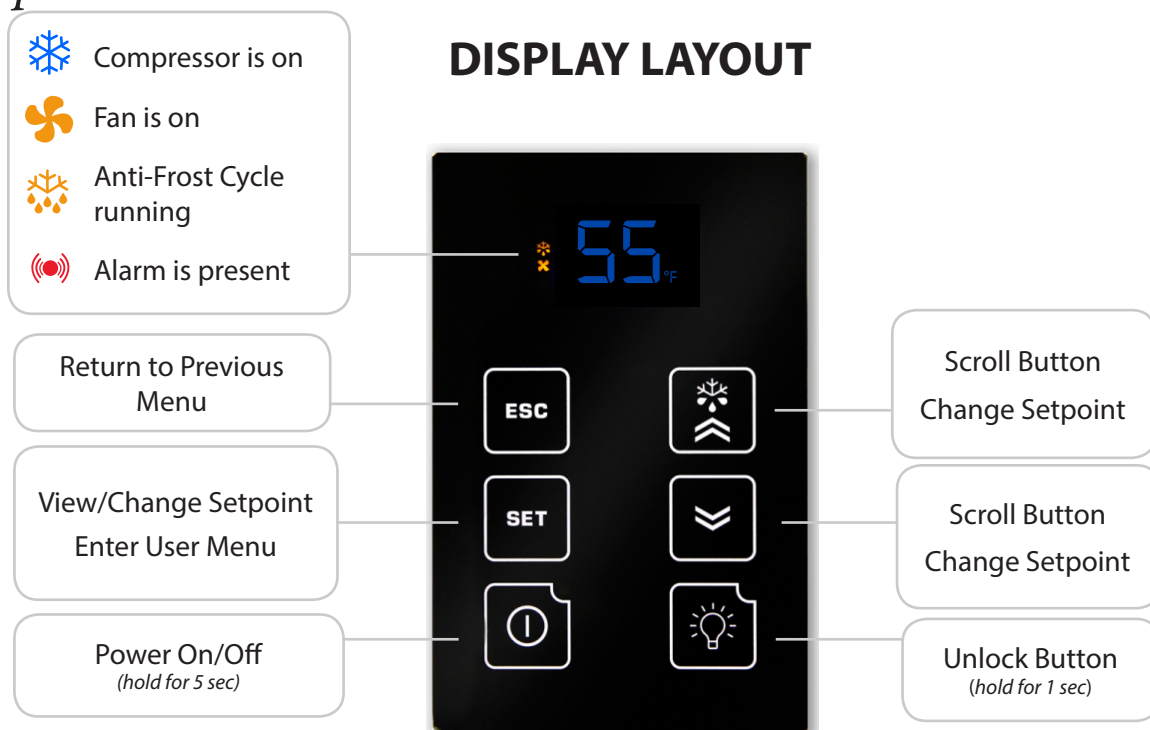 DISPLAY LAYOUT
Compressor is on
Fan is on
Anti-Frost Cycle
running
Alarm is present
55 °F
Return to Previous
Menu
ESC
Scroll Button
Change Setpoint
View/Change Setpoint
Enter User Menu
SET
Scroll Button
Change Setpoint
Power On/Off
(hold for 5 sec)
Unlock Button
(hold for 1 sec)